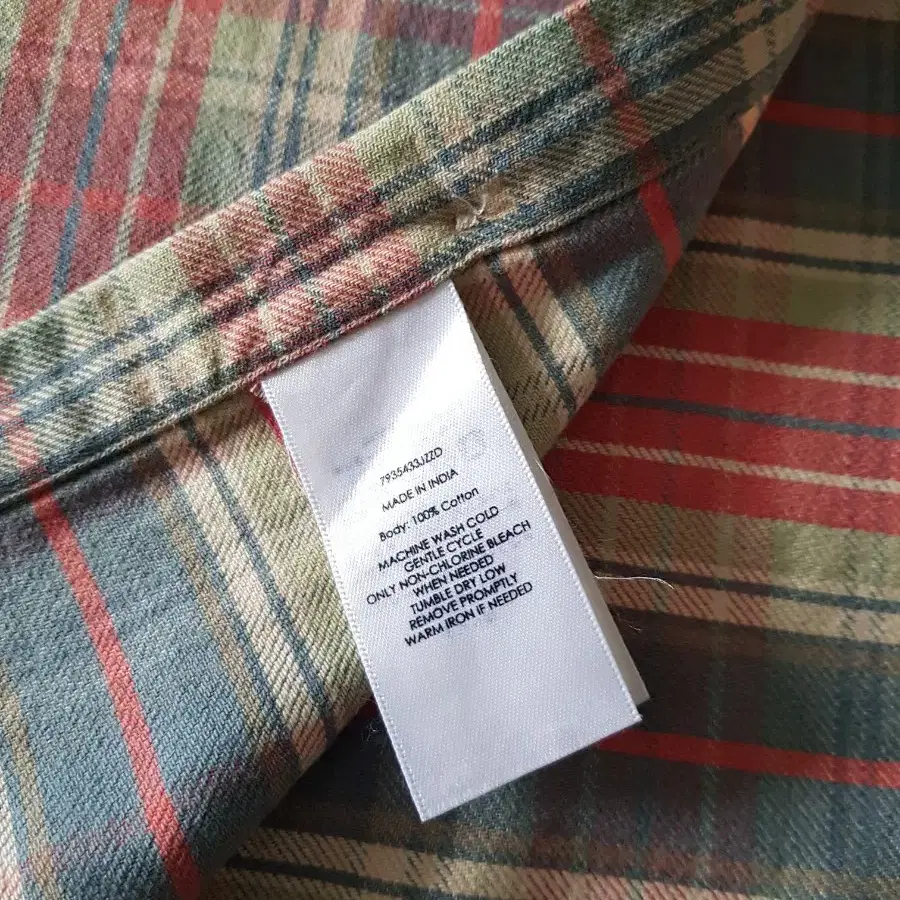 7935433JZZD
MADE IN INDIA
Body: 100% Cotton
MACHINE WASH COLD
GENTLE CYCLE
ONLY NON-CHLORINE BLEACH
WHEN NEEDED
TUMBLE DRY LOW
REMOVE PROMPTLY
WARM IRON IF NEEDED